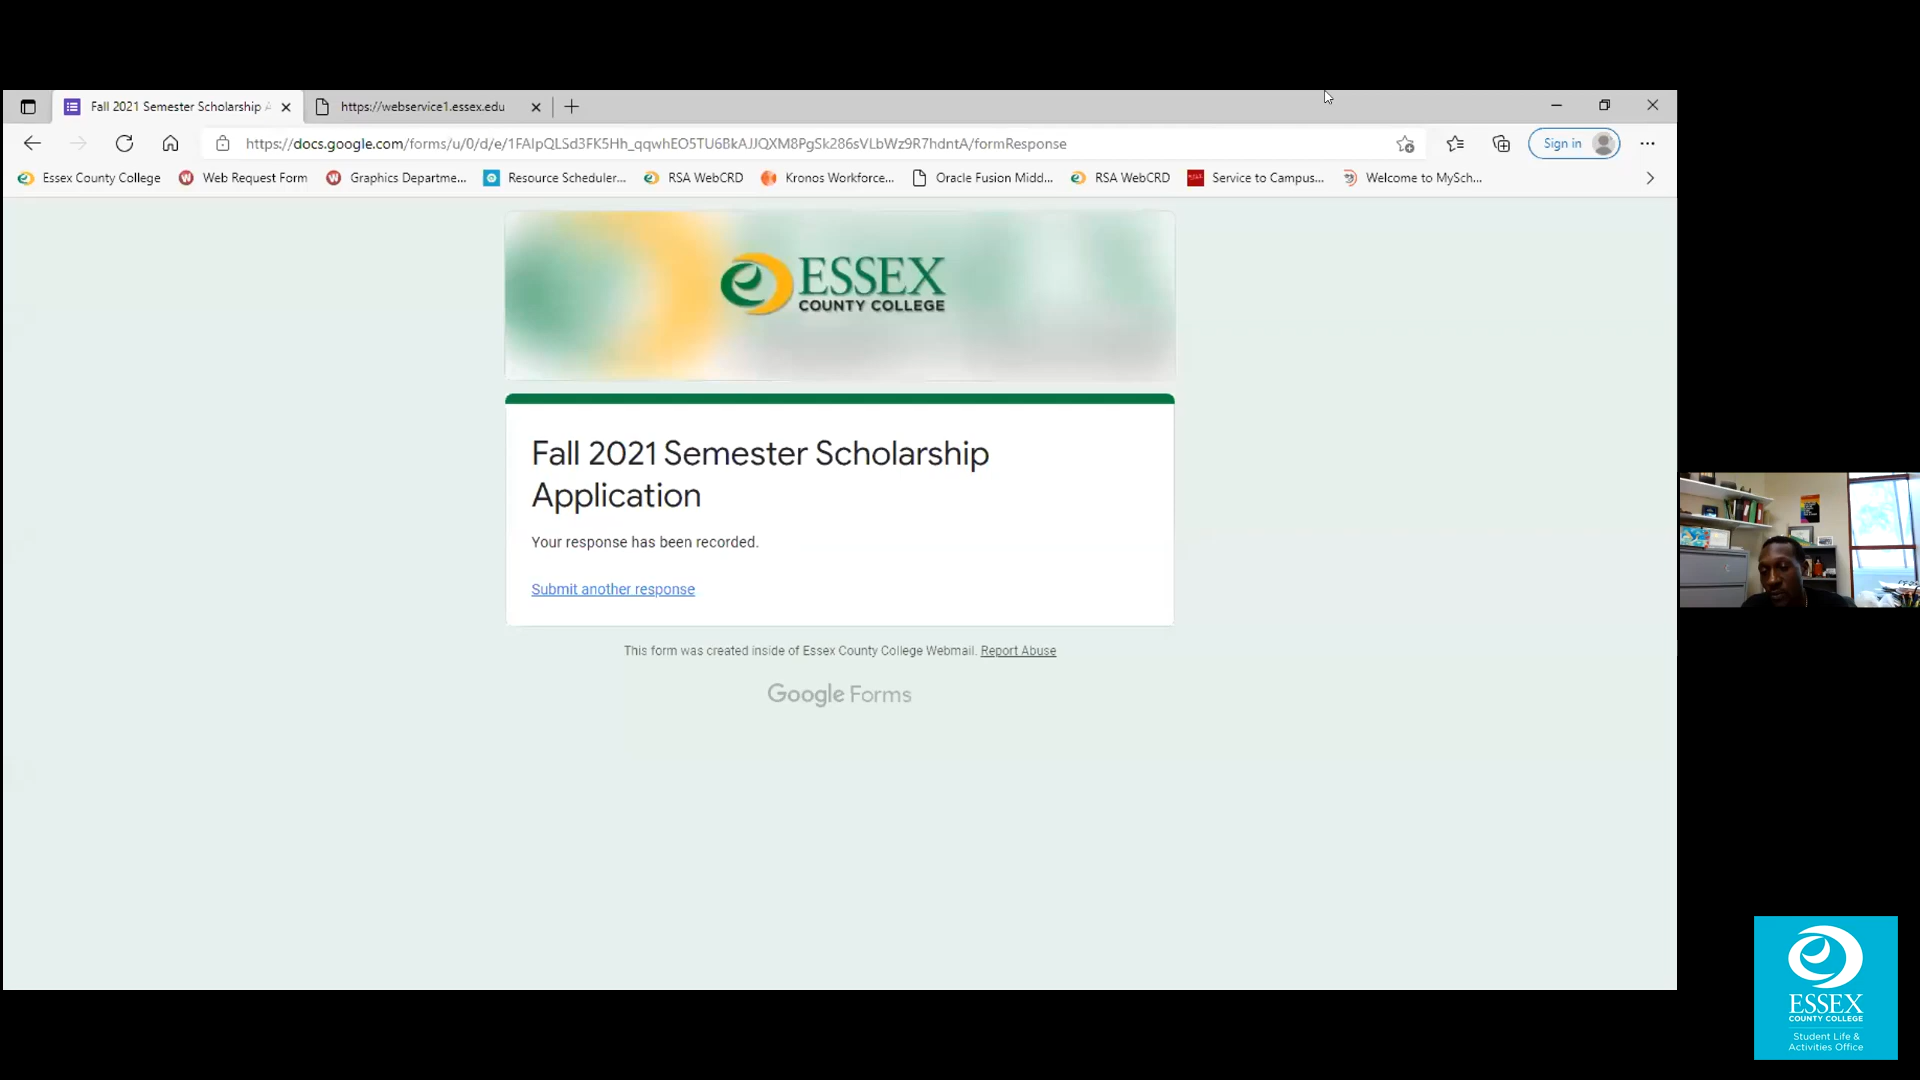 Fall 2021 Semester Scholarship A
https://webservice1.essex.edu
https://docs.google.com/forms/u/0/d/e/1FAIpQLSd3FK5Hh_qqwhEO5TU6BkAJJQXM8PgSk286sVLbWz9R7hdntA/formResponse
Sign in
Essex County College
Web Request Form
Graphics Departme...
Resource Scheduler...
RSA WebCRD
Kronos Workforce...
Oracle Fusion Midd...
RSA WebCRD
Service to Campus...
Welcome to MySch...
ESSEX
COUNTY COLLEGE
Fall 2021 Semester Scholarship
Application
Your response has been recorded.
Submit another response
This form was created inside of Essex County College Webmail. Report Abuse
Google Forms
ESSEX
COUNTY COLLEGE
Student Life &
Activities Office